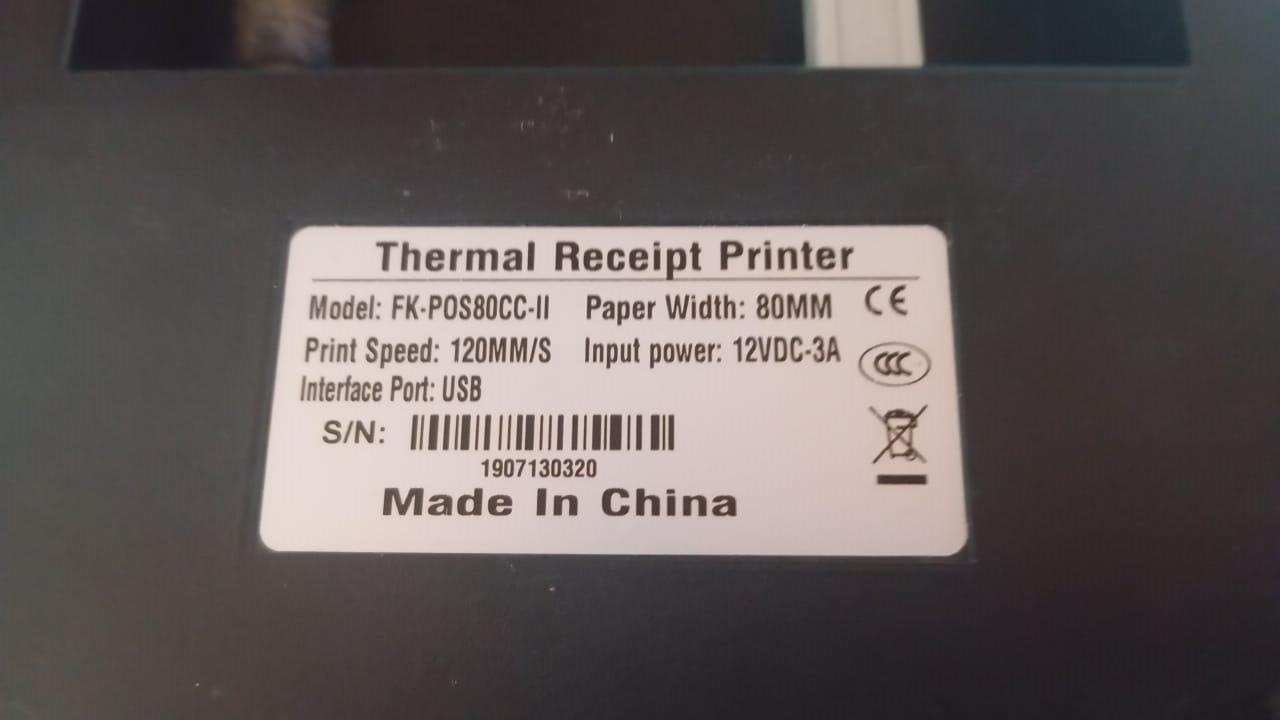 Thermal Receipt Printer
Model: FK-POS80CC-II Paper Width: 80MM CE
Print Speed: 120MM/S Input power: 12VDC-3A
CCC
Interface Port: USB
S/N:
1907130320
Made In China